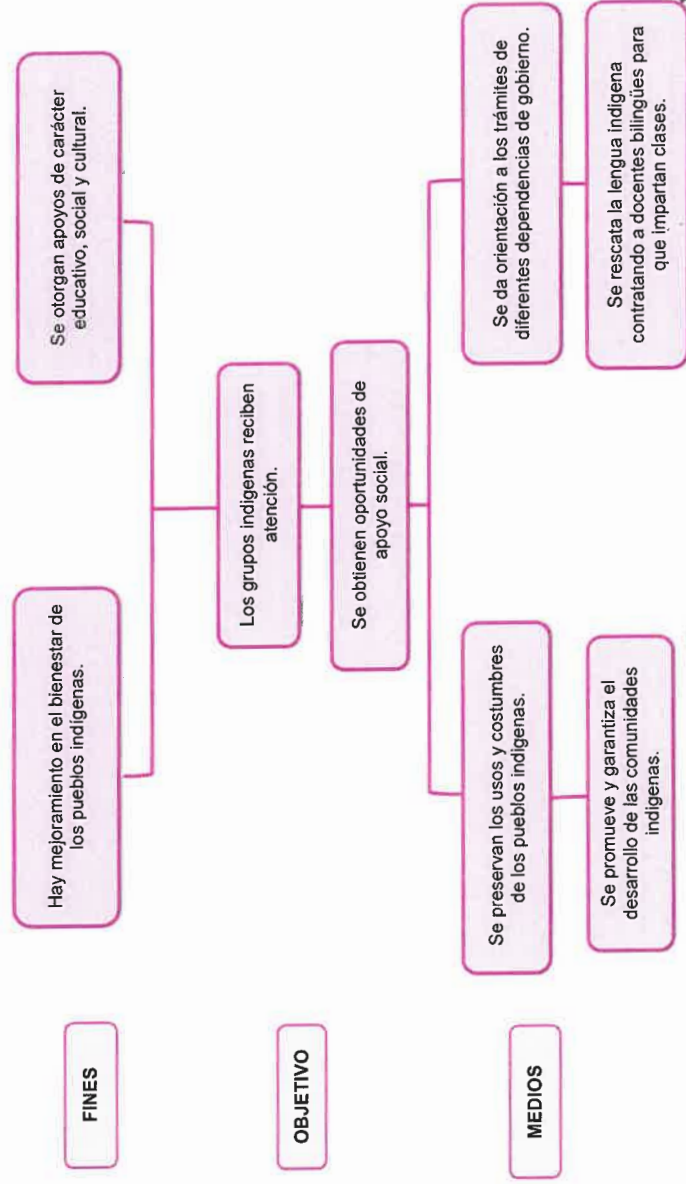 FINES
Hay mejoramiento en el bienestar de
los pueblos indígenas.
Se otorgan apoyos de carácter
educativo, social y cultural.
OBJETIVO
Los grupos indígenas reciben
atención.
Se obtienen oportunidades de
apoyo social.
MEDIOS
Se preservan los usos y costumbres
de los pueblos indígenas.
Se promueve y garantiza el
desarrollo de las comunidades
indígenas.
Se da orientación a los trámites de
diferentes dependencias de gobierno.
Se rescata la lengua indígena
contratando a docentes bilingües para
que impartan clases.